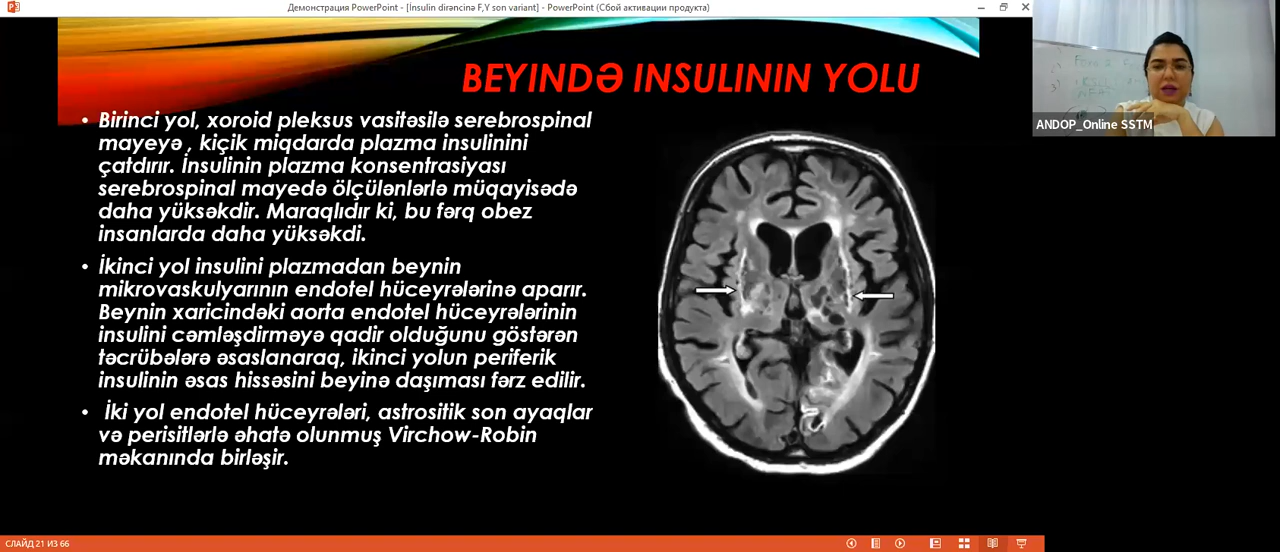 Демонстрация PowerPoint - [Insulin dirəncinə F,Y son variant] - PowerPoint (Сбой активации продукта)
BEYINDƏ INSULININ YOLU
• Birinci yol, xoroid pleksus vasitəsilə serebrospinal
mayeyə , kiçik miqdarda plazma insulinini
çatdırır. İnsulinin plazma konsentrasiyası
serebrospinal mayedə ölçülənlərlə müqayisədə
daha yüksəkdir. Maraqlıdır ki, bu fərq obez
insanlarda daha yüksəkdi.
• İkinci yol insulini plazmadan beynin
mikrovaskulyarının endotel hüceyrələrinə aparır.
Beynin xaricindəki aorta endotel hüceyrələrinin
insulini cəmləşdirməyə qadir olduğunu göstərən
təcrübələrə əsaslanaraq, ikinci yolun periferik
insulinin əsas hissəsini beyinə daşıması fərz edilir.
• İki yol endotel hüceyrələri, astrositik son ayaqlar
və perisitlərlə əhatə olunmuş Virchow-Robin
məkanında birləşir.
ANDOP_Online SSTM
СЛАЙД 21 ИЗ 66